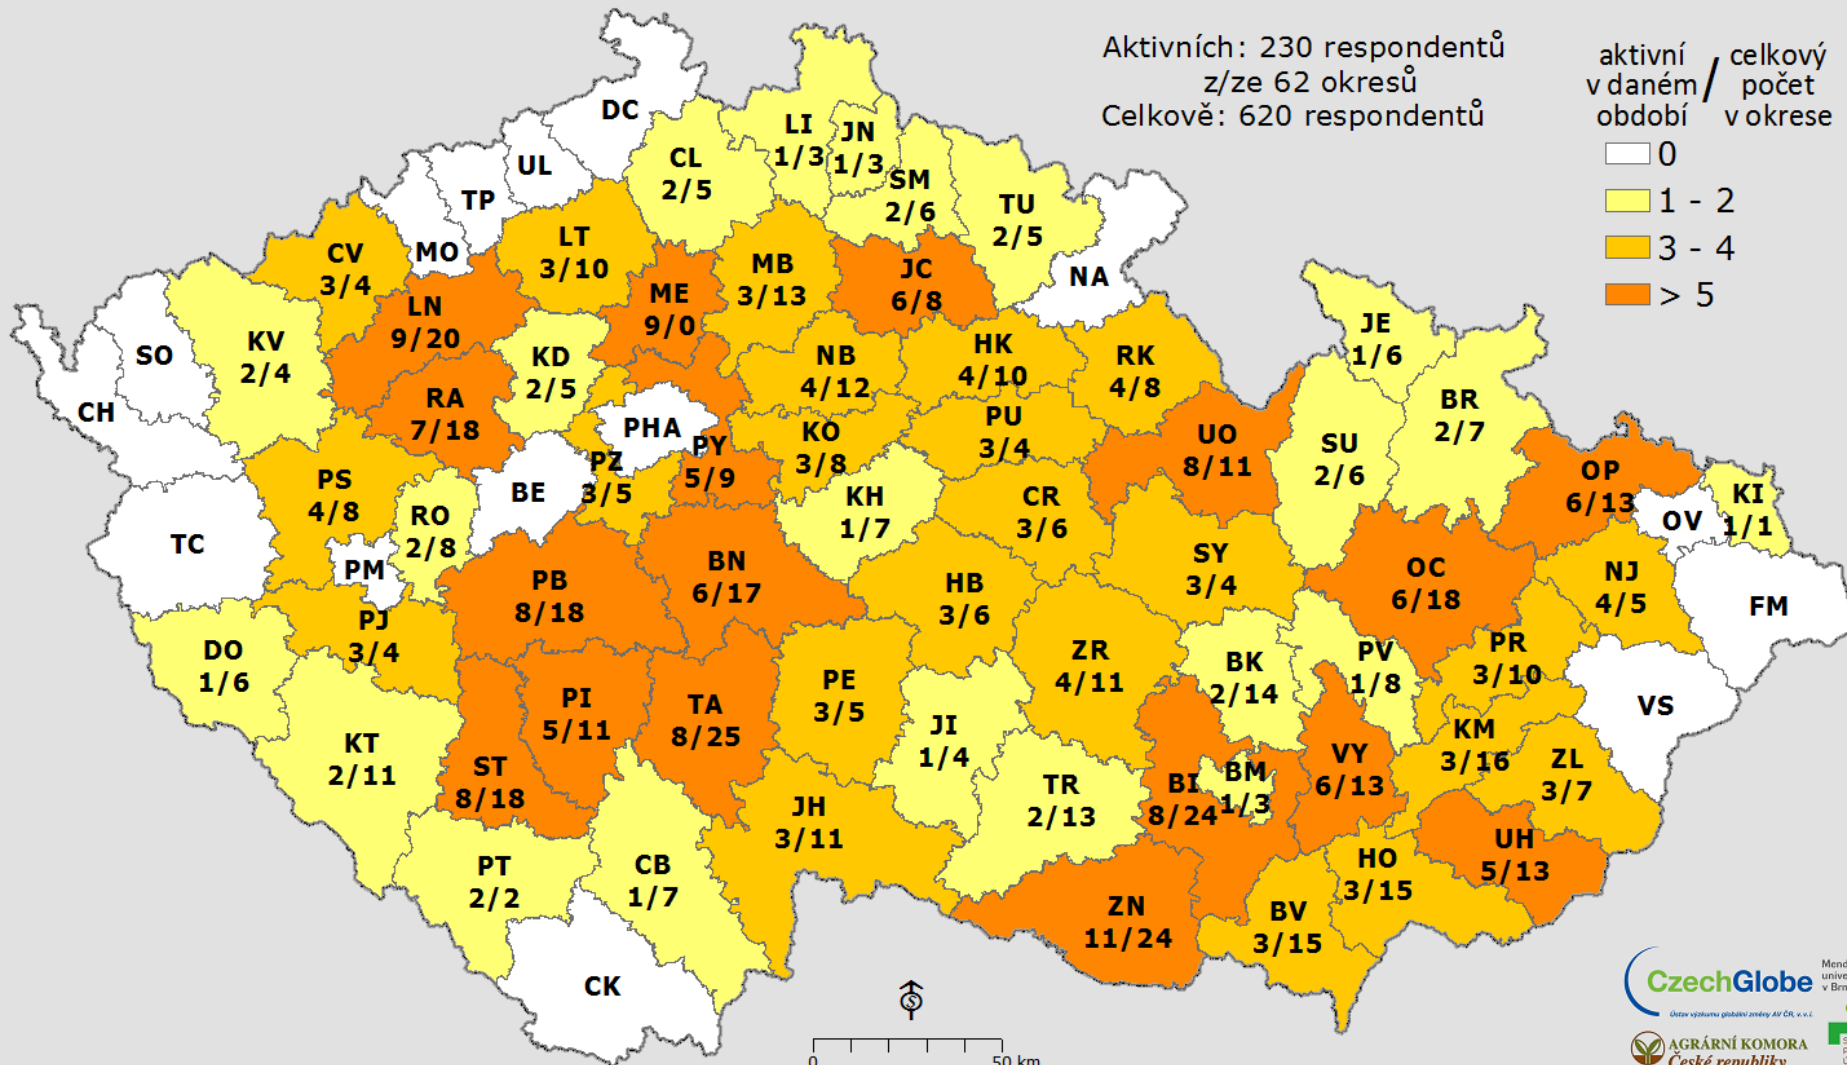 Aktivních: 230 respondentů
z/ze 62 okresů
Celkově: 620 respondentů
aktivní
v daném
období
/
celkový
počet
v okrese
0
1 - 2
3 - 4
> 5
DC
UL
TP
MO
CL
2/5
LI
1/3
JN
1/3
SM
2/6
TU
2/5
NA
CV
3/4
LT
3/10
ME
9/0
MB
3/13
JC
6/8
LN
9/20
SO
KV
2/4
KD
2/5
NB
4/12
HK
4/10
RK
4/8
JE
1/6
CH
RA
7/18
PHA
PY
5/9
KO
3/8
PU
3/4
UO
8/11
SU
2/6
BR
2/7
PS
4/8
RO
2/8
BE
PZ
3/5
KH
1/7
CR
3/6
OP
6/13
OV
KI
1/1
TC
PM
PB
8/18
BN
6/17
HB
3/6
SY
3/4
OC
6/18
NJ
4/5
FM
DO
1/6
PJ
3/4
PI
5/11
TA
8/25
PE
3/5
ZR
4/11
BK
2/14
PV
1/8
PR
3/10
VS
KT
2/11
ST
8/18
JI
1/4
TR
2/13
BI
8/24
BM
1/3
VY
6/13
KM
3/16
ZL
3/7
JH
3/11
UH
5/13
PT
2/2
CB
1/7
ZN
11/24
BV
3/15
HO
3/15
CK
S
0
50 km
CzechGlobe
Ústav výzkumu globální změny AV ČR, v.v.i.
Mend
unive
v Brn
AGRÁRNÍ KOMORA
České republiky